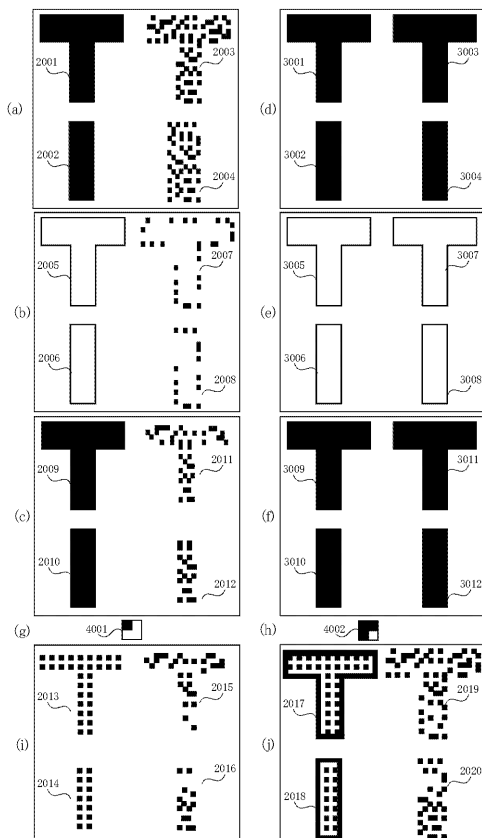 (a) 2001 2003 2002 2004
(d) 3001 3003 3002 3004
(b) 2005 2007 2006 2008
(e) 3005 3007 3006 3008
(c) 2009 2011 2010 2012
(f) 3009 3011 3010 3012
(g) 4001
(h) 4002
(i) 2013 2015 2014 2016
(j) 2017 2019 2018 2020